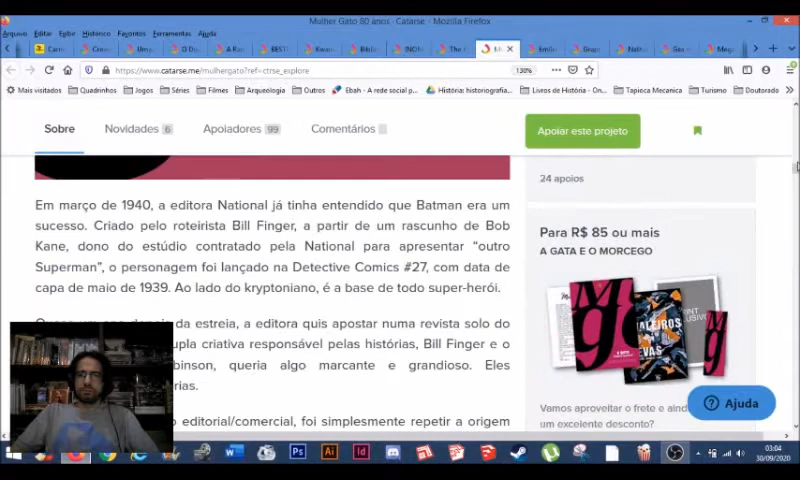 Mulher Gato 80 anos · Catarse - Mozilla Firefox
Arquivo Editar Exibir Histórico Favoritos Ferramentas Ajuda
https://www.catarse.me/mulhergato?ref=ctrse_explore
130%
Mais visitados Quadrinhos Jogos Séries Filmes Arqueologia Outros Ebah - A rede social p... História: historiografia... Livros de História - On... Tapioca Mecanica Turismo Doutorado
Sobre Novidades 6 Apoiadores 99 Comentários Apoiar este projeto
24 apoios
Em março de 1940, a editora National já tinha entendido que Batman era um
sucesso. Criado pelo roteirista Bill Finger, a partir de um rascunho de Bob
Kane, dono do estúdio contratado pela National para apresentar “outro
Superman”, o personagem foi lançado na Detective Comics #27, com data de
capa de maio de 1939. Ao lado do kryptoniano, é a base de todo super-herói.
da estreia, a editora quis apostar numa revista solo do
upla criativa responsável pelas histórias, Bill Finger e o
binson, queria algo marcante e grandioso. Eles
rias.
o editorial/comercial, foi simplesmente repetir a origem
Para R$ 85 ou mais
A GATA E O MORCEGO
Vamos aproveitar o frete e aind
um excelente desconto?
Ajuda
03:04
30/09/2020